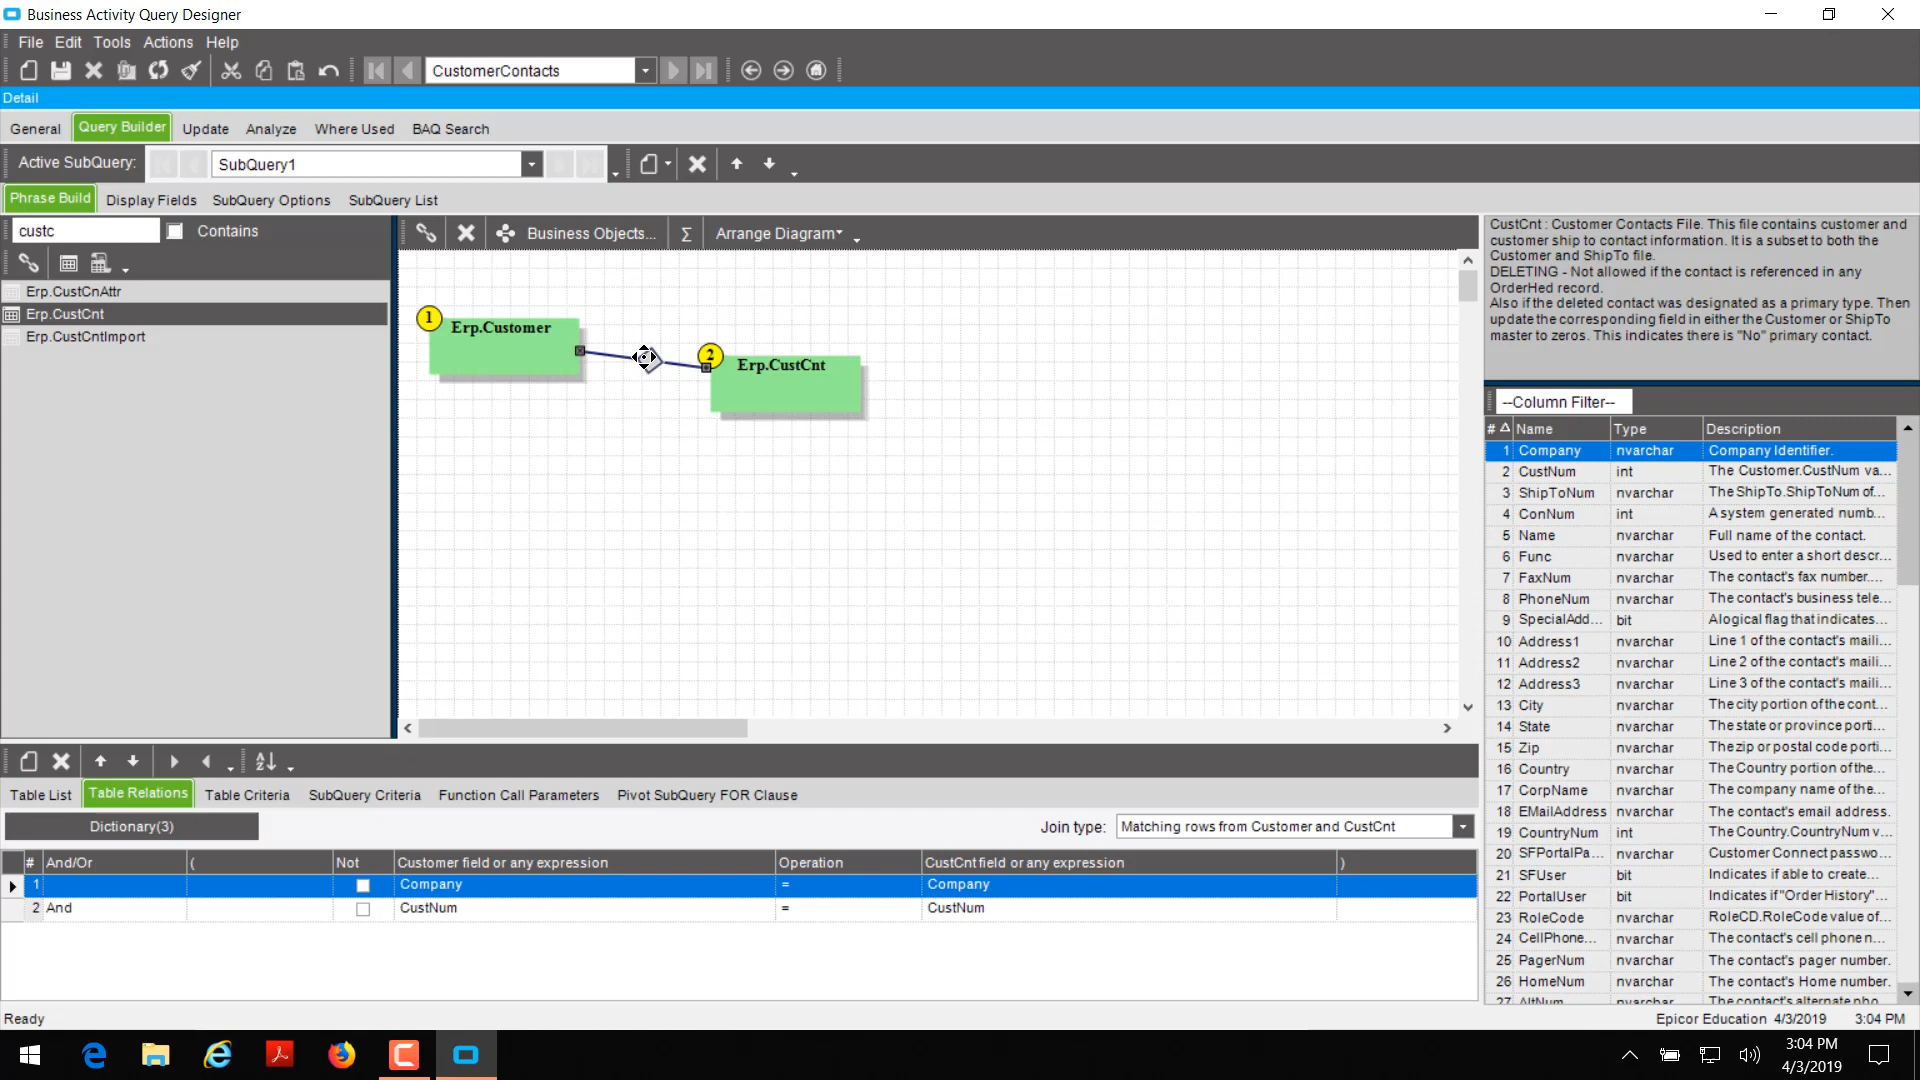 Business Activity Query Designer
File Edit Tools Actions Help
CustomerContacts
Detail
General Query Builder Update Analyze Where Used BAQ Search
Active SubQuery: SubQuery1
Phrase Build Display Fields SubQuery Options SubQuery List
custc Contains
Erp.CustCnAttr
Erp.CustCnt
Erp.CustCntImport
Business Objects... Σ Arrange Diagram
1 Erp.Customer
2 Erp.CustCnt
CustCnt : Customer Contacts File. This file contains customer and
customer ship to contact information. It is a subset to both the
Customer and ShipTo file.
DELETING - Not allowed if the contact is referenced in any
OrderHed record.
Also if the deleted contact was designated as a primary type. Then
update the corresponding field in either the Customer or ShipTo
master to zeros. This indicates there is "No" primary contact.
--Column Filter--
# Name Type Description
1 Company nvarchar Company Identifier.
2 CustNum int The Customer.CustNum va...
3 ShipToNum nvarchar The ShipTo.ShipToNum of...
4 ConNum int A system generated numb...
5 Name nvarchar Full name of the contact.
6 Func nvarchar Used to enter a short descr...
7 FaxNum nvarchar The contact's fax number....
8 PhoneNum nvarchar The contact's business tele...
9 SpecialAdd... bit A logical flag that indicates...
10 Address1 nvarchar Line 1 of the contact's maili...
11 Address2 nvarchar Line 2 of the contact's maili...
12 Address3 nvarchar Line 3 of the contact's maili...
13 City nvarchar The city portion of the cont...
14 State nvarchar The state or province porti...
15 Zip nvarchar The zip or postal code porti...
16 Country nvarchar The Country portion of the...
17 CorpName nvarchar The company name of the...
18 EMailAddress nvarchar The contact's email address.
19 CountryNum int The Country.CountryNum v...
20 SFPortalPa... nvarchar Customer Connect passwo...
21 SFUser bit Indicates if able to create...
22 PortalUser bit Indicates if "Order History"...
23 RoleCode nvarchar RoleCD.RoleCode value of...
24 CellPhone... nvarchar The contact's cell phone n...
25 PagerNum nvarchar The contact's pager number.
26 HomeNum nvarchar The contact's Home number.
27 AltNum nvarchar The contact's alternate pho
Table List Table Relations Table Criteria SubQuery Criteria Function Call Parameters Pivot SubQuery FOR Clause
Dictionary(3) Join type: Matching rows from Customer and CustCnt
# And/Or ( Not Customer field or any expression Operation CustCnt field or any expression )
1 Company = Company
2 And CustNum = CustNum
Ready
Epicor Education 4/3/2019 3:04 PM
3:04 PM
4/3/2019